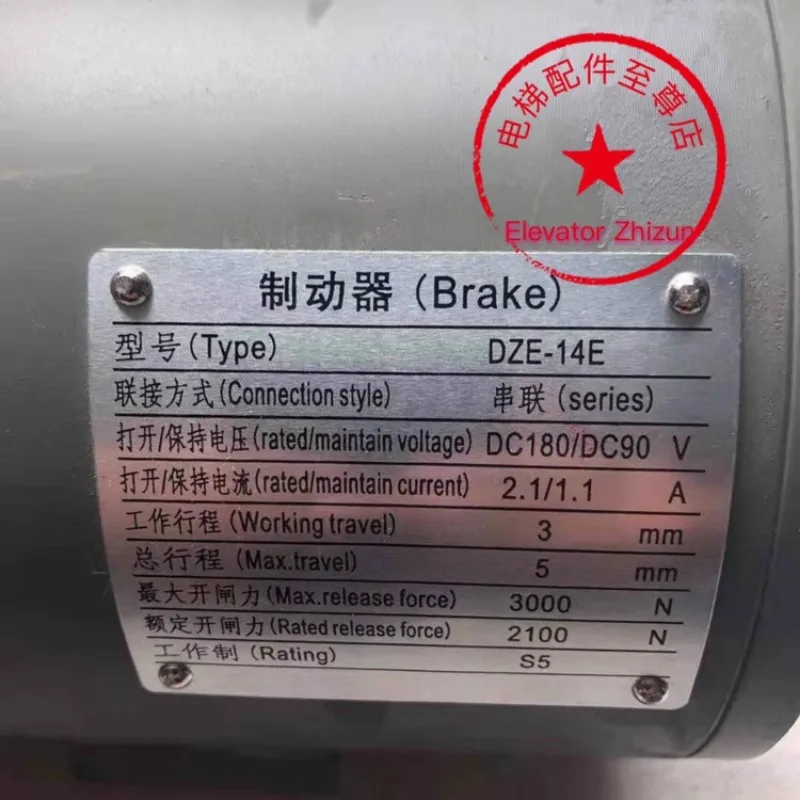 电梯配件至尊店
Elevator Zhizun
制动器 (Brake)
型号 (Type) DZE-14E
联接方式 (Connection style) 串联 (series)
打开/保持电压 (rated/maintain voltage) DC180/DC90 V
打开/保持电流 (rated/maintain current) 2.1/1.1 A
工作行程 (Working travel) 3 mm
总行程 (Max.travel) 5 mm
最大开闸力 (Max.release force) 3000 N
额定开闸力 (Rated release force) 2100 N
工作制 (Rating) S5